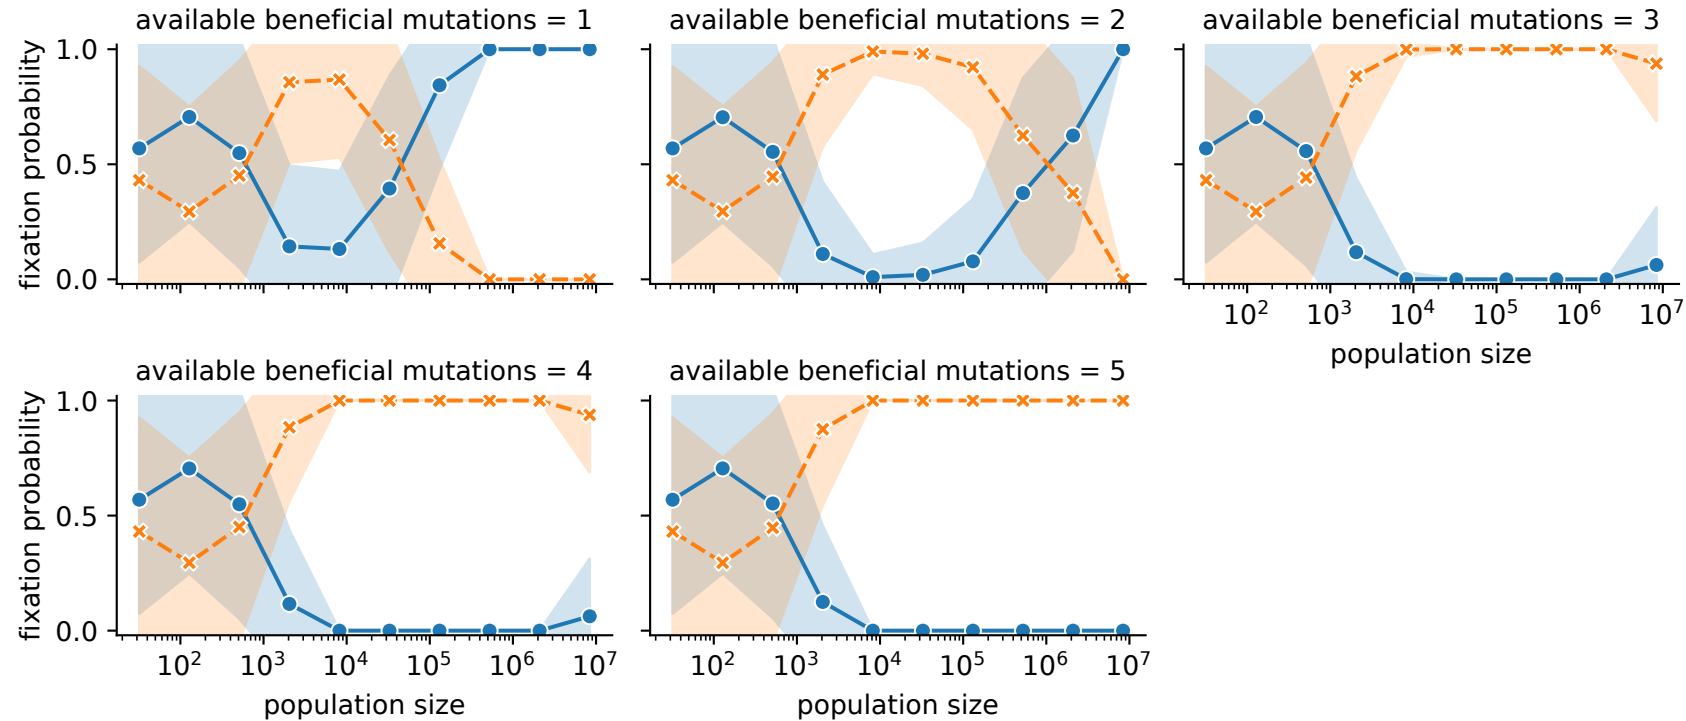 available beneficial mutations = 1
available beneficial mutations = 2
available beneficial mutations = 3
fixation probability
1.0
0.5
0.0
10²
10³
10⁴
10⁵
10⁶
10⁷
population size
available beneficial mutations = 4
available beneficial mutations = 5
fixation probability
1.0
0.5
0.0
10²
10³
10⁴
10⁵
10⁶
10⁷
population size
10²
10³
10⁴
10⁵
10⁶
10⁷
population size